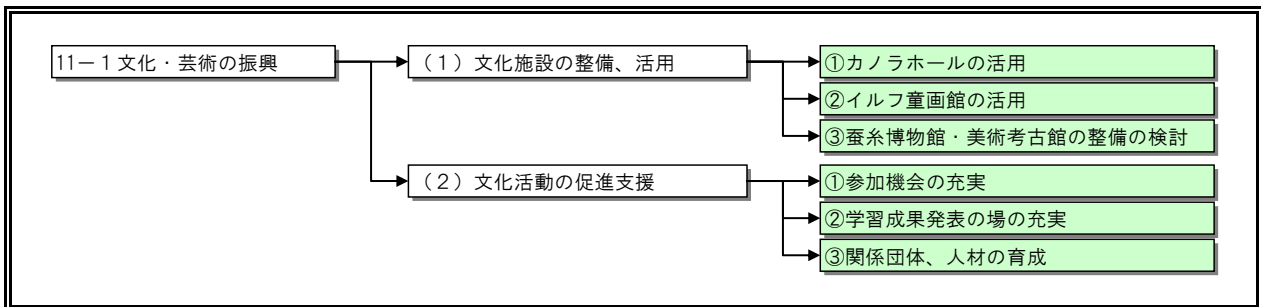 11－1文化・芸術の振興
（1）文化施設の整備、活用
①カノラホールの活用
②イルフ童画館の活用
③蚕糸博物館・美術考古館の整備の検討
（2）文化活動の促進支援
①参加機会の充実
②学習成果発表の場の充実
③関係団体、人材の育成